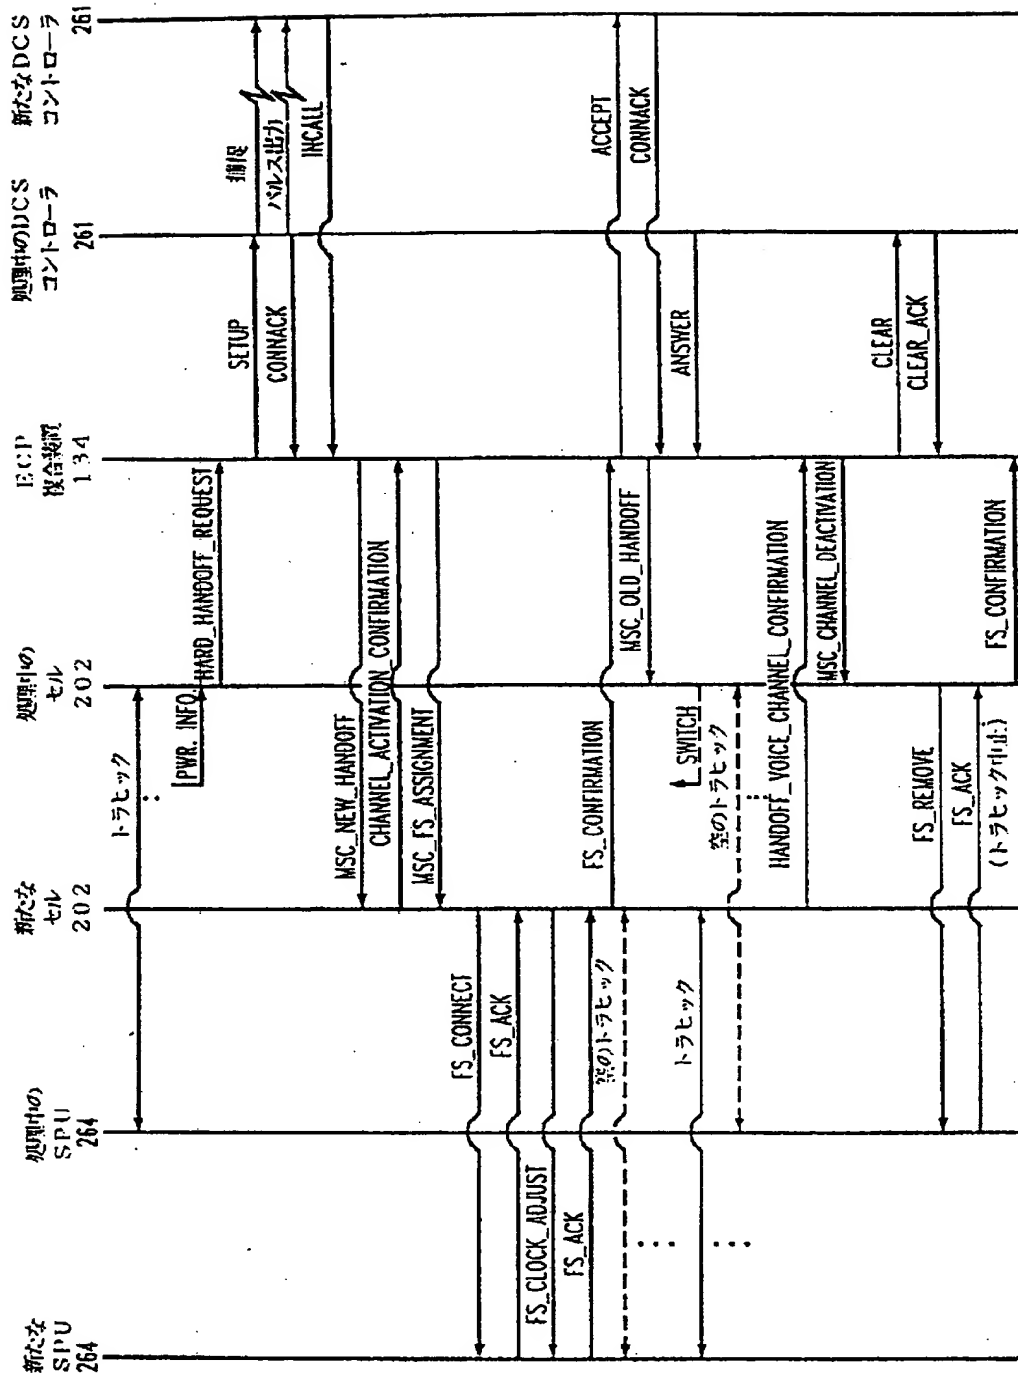 新たな
SPU
264
処理中の
SPU
264
新たな
セル
202
処理中の
セル
202
ECP
複合装置
134
処理中のDCS
コントローラ
261
新たなDCS
コントローラ
261
トラヒック
PWR. INFO.
HARD_HANDOFF_REQUEST
SETUP
捕捉
CONNACK
パルス出力
INCALL
MSC_NEW_HANDOFF
CHANNEL_ACTIVATION_CONFIRMATION
MSC_FS_ASSIGNMENT
FS_CONNECT
FS_ACK
FS_CLOCK_ADJUST
FS_ACK
FS_CONFIRMATION
空のトラヒック
ACCEPT
MSC_OLD_HANDOFF
CONNACK
ANSWER
SWITCH
トラヒック
空のトラヒック
HANDOFF_VOICE_CHANNEL_CONFIRMATION
MSC_CHANNEL_DEACTIVATION
CLEAR
CLEAR_ACK
FS_REMOVE
FS_ACK
(トラヒック中止)
FS_CONFIRMATION